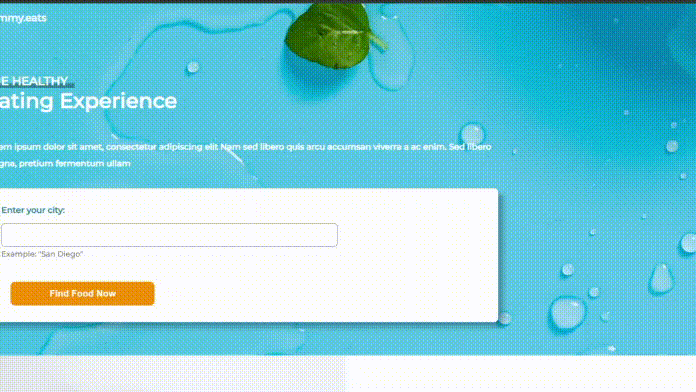 mmy.eats
E HEALTHY
ating Experience
em ipsum dolor sit amet, consectetur adipiscing elit Nam sed libero quis arcu accumsan viverra a ac enim. Sed libero
gna, pretium fermentum ullam
Enter your city:
Example: "San Diego"
Find Food Now